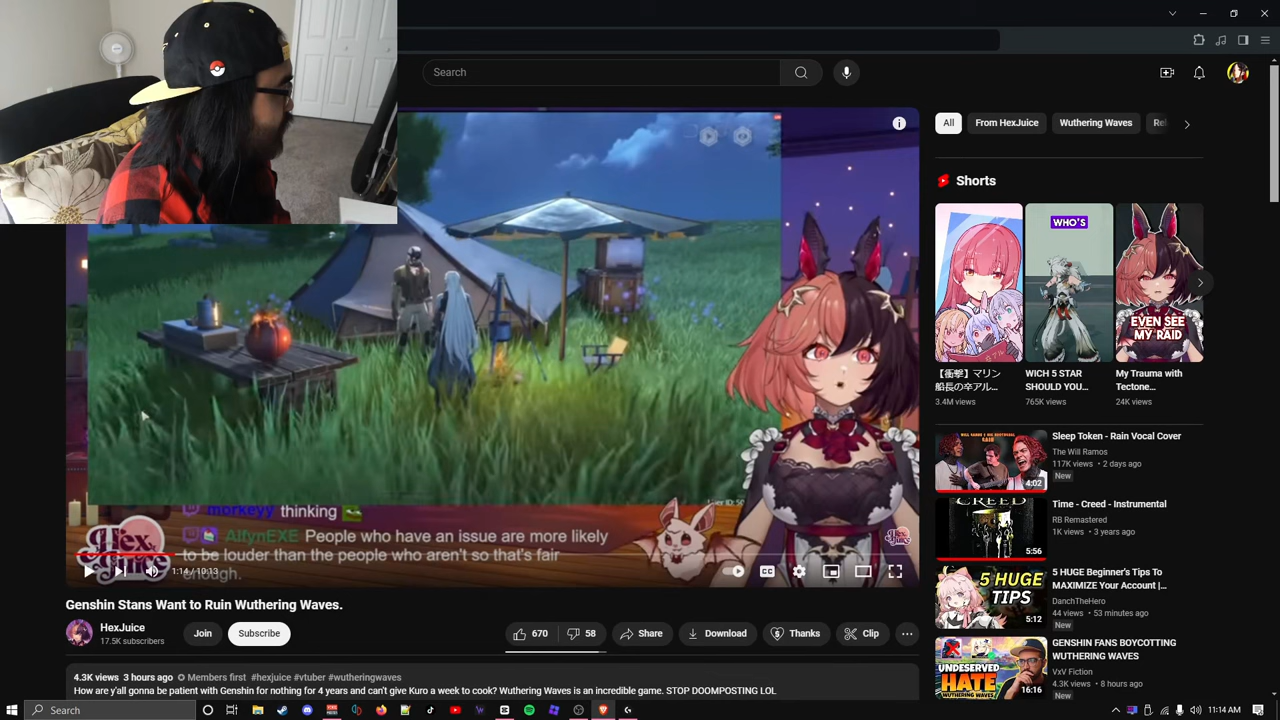 Search
All
From HexJuice
Wuthering Waves
Shorts
WHO'S
EVEN SEE
MY RAID
【衝撃】マリン
船長の卒アル…
3.4M views
WICH 5 STAR
SHOULD YOU...
765K views
My Trauma with
Tectone...
24K views
morkeyy thinking
AlfynEXE People who have an issue are more likely
to be louder than the people who aren't so that's fair
enough.
Hex.
1:14 / 10:13
CC
Genshin Stans Want to Ruin Wuthering Waves.
HexJuice
17.5K subscribers
Join
Subscribe
670
58
Share
Download
Thanks
Clip
4.3K views 3 hours ago Members first #hexjuice #vtuber #wutheringwaves
How are y'all gonna be patient with Genshin for nothing for 4 years and can't give Kuro a week to cook? Wuthering Waves is an incredible game. STOP DOOMPOSTING LOL
4:02
Sleep Token - Rain Vocal Cover
The Will Ramos
117K views • 2 days ago
New
CREED
5:56
Time - Creed - Instrumental
RB Remastered
1K views • 3 years ago
5 HUGE
TIPS
5:12
5 HUGE Beginner's Tips To
MAXIMIZE Your Account |...
DanchTheHero
44 views • 53 minutes ago
New
UNDESERVED
HATE
16:16
GENSHIN FANS BOYCOTTING
WUTHERING WAVES
VxV Fiction
4.3K views • 8 hours ago
New
Search
11:14 AM